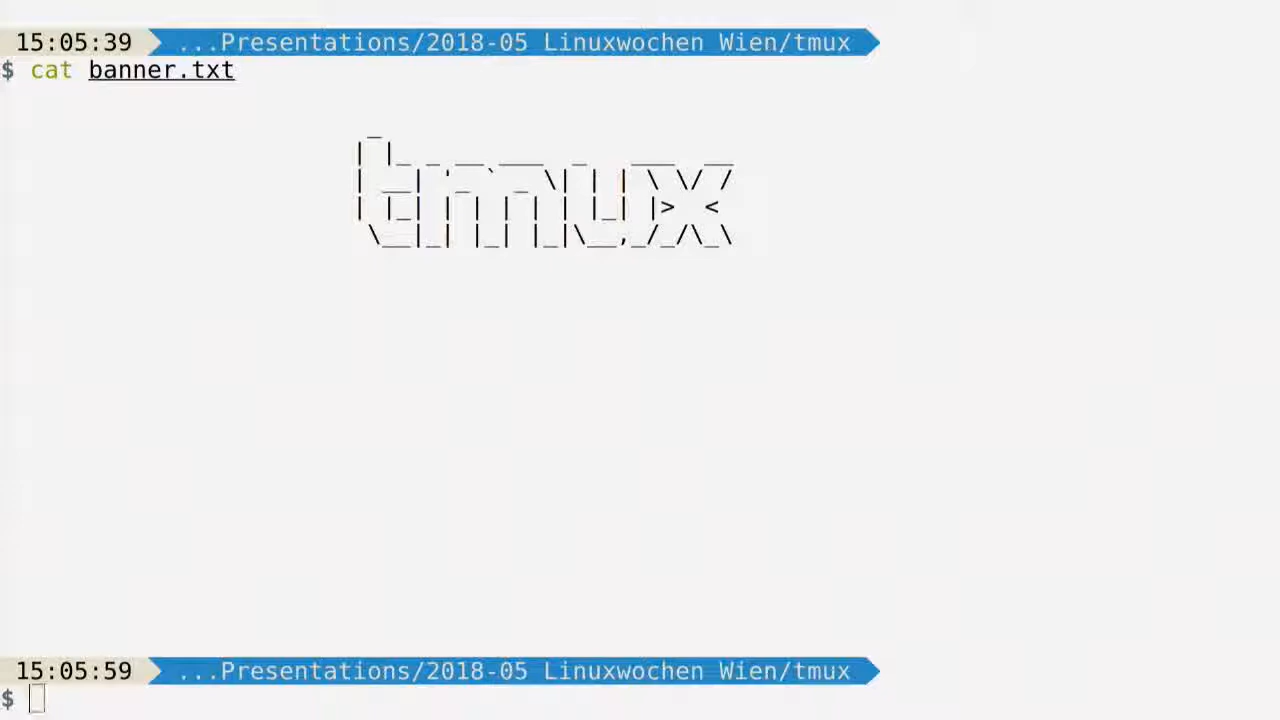 15:05:39 ...Presentations/2018-05 Linuxwochen Wien/tmux
$ cat banner.txt
tmux
15:05:59 ...Presentations/2018-05 Linuxwochen Wien/tmux
$